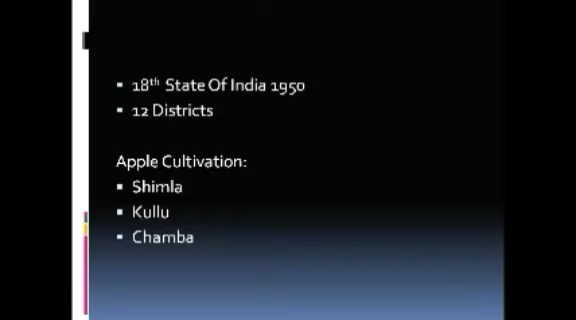 18th State Of India 1950
12 Districts
Apple Cultivation:
Shimla
Kullu
Chamba